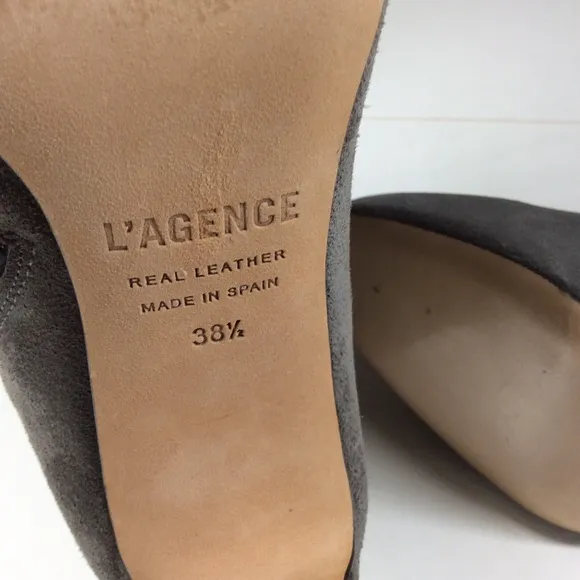 L'AGENCE
REAL LEATHER
MADE IN SPAIN
38½